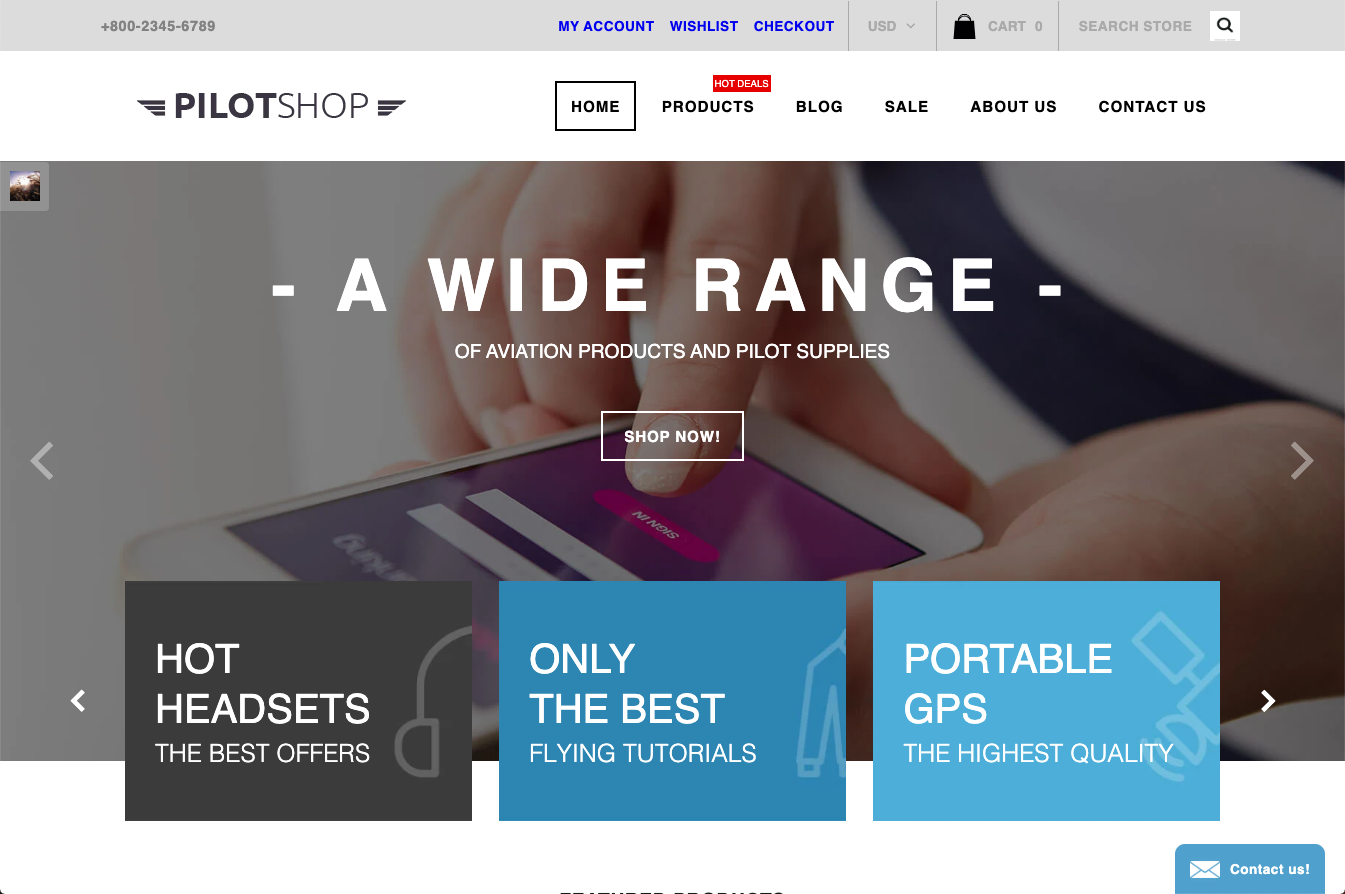 +800-2345-6789
MY ACCOUNT WISHLIST CHECKOUT
USD
CART 0
SEARCH STORE
PILOTSHOP
HOT DEALS
HOME PRODUCTS BLOG SALE ABOUT US CONTACT US
- A WIDE RANGE -
OF AVIATION PRODUCTS AND PILOT SUPPLIES
SHOP NOW!
SIGN IN
HOT
HEADSETS
THE BEST OFFERS
ONLY
THE BEST
FLYING TUTORIALS
PORTABLE
GPS
THE HIGHEST QUALITY
Contact us!
FEATURED PRODUCTS